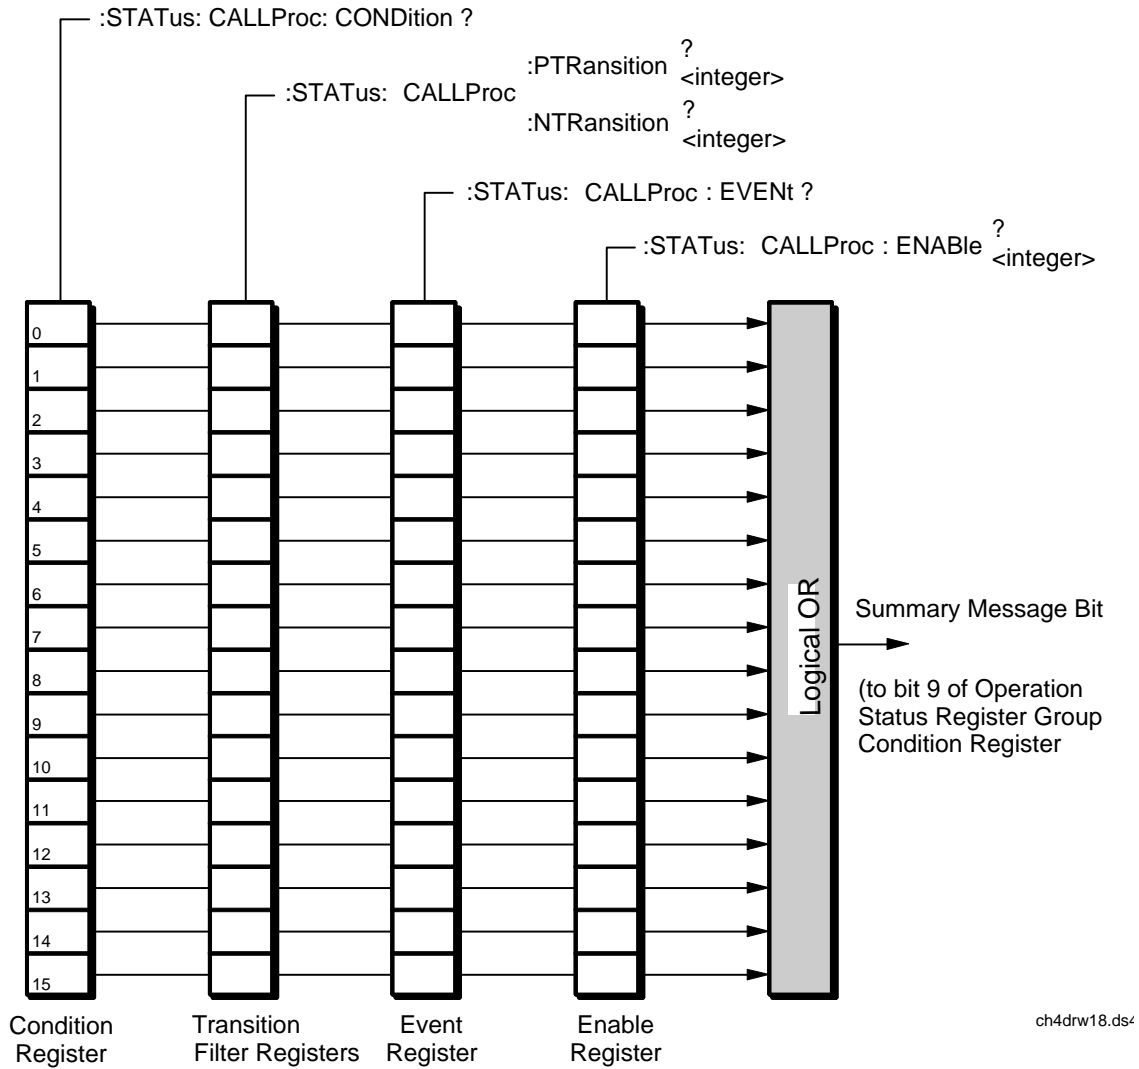 :STATus: CALLProc: CONDition ?
?
:PTRansition <integer>
:STATus: CALLProc
?
:NTRansition <integer>
:STATus: CALLProc : EVENt ?
?
:STATus: CALLProc : ENABle <integer>
0
1
2
3
4
5
6
7
8
9
10
11
12
13
14
15
Logical OR
Summary Message Bit
(to bit 9 of Operation
Status Register Group
Condition Register
Condition
Register
Transition
Filter Registers
Event
Register
Enable
Register
ch4drw18.ds4